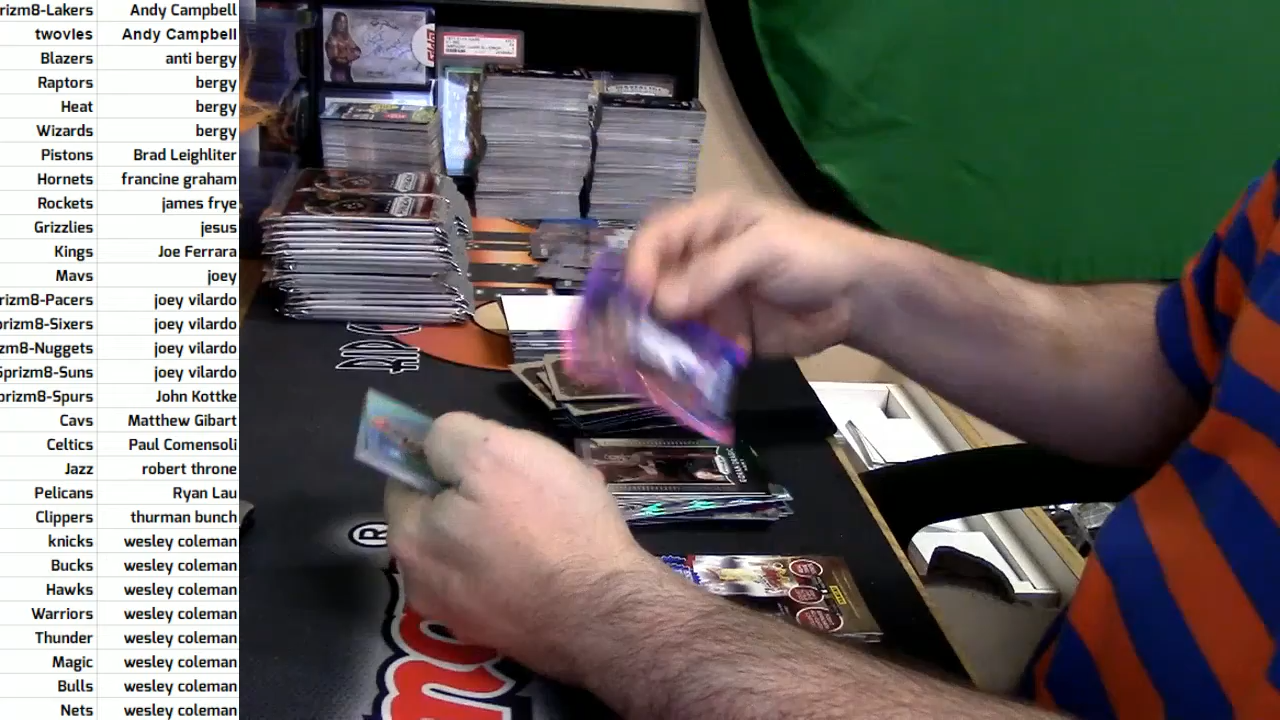 rizm8-Lakers Andy Campbell
twovles Andy Campbell
Blazers anti bergy
Raptors bergy
Heat bergy
Wizards bergy
Pistons Brad Leighliter
Hornets francine graham
Rockets james frye
Grizzlies jesus
Kings Joe Ferrara
Mavs joey
rizm8-Pacers joey vilardo
prizm8-Sixers joey vilardo
zm8-Nuggets joey vilardo
prizm8-Suns joey vilardo
prizm8-Spurs John Kottke
Cavs Matthew Gibart
Celtics Paul Comensoli
Jazz robert throne
Pelicans Ryan Lau
Clippers thurman bunch
knicks wesley coleman
Bucks wesley coleman
Hawks wesley coleman
Warriors wesley coleman
Thunder wesley coleman
Magic wesley coleman
Bulls wesley coleman
Nets wesley coleman
RIP
®